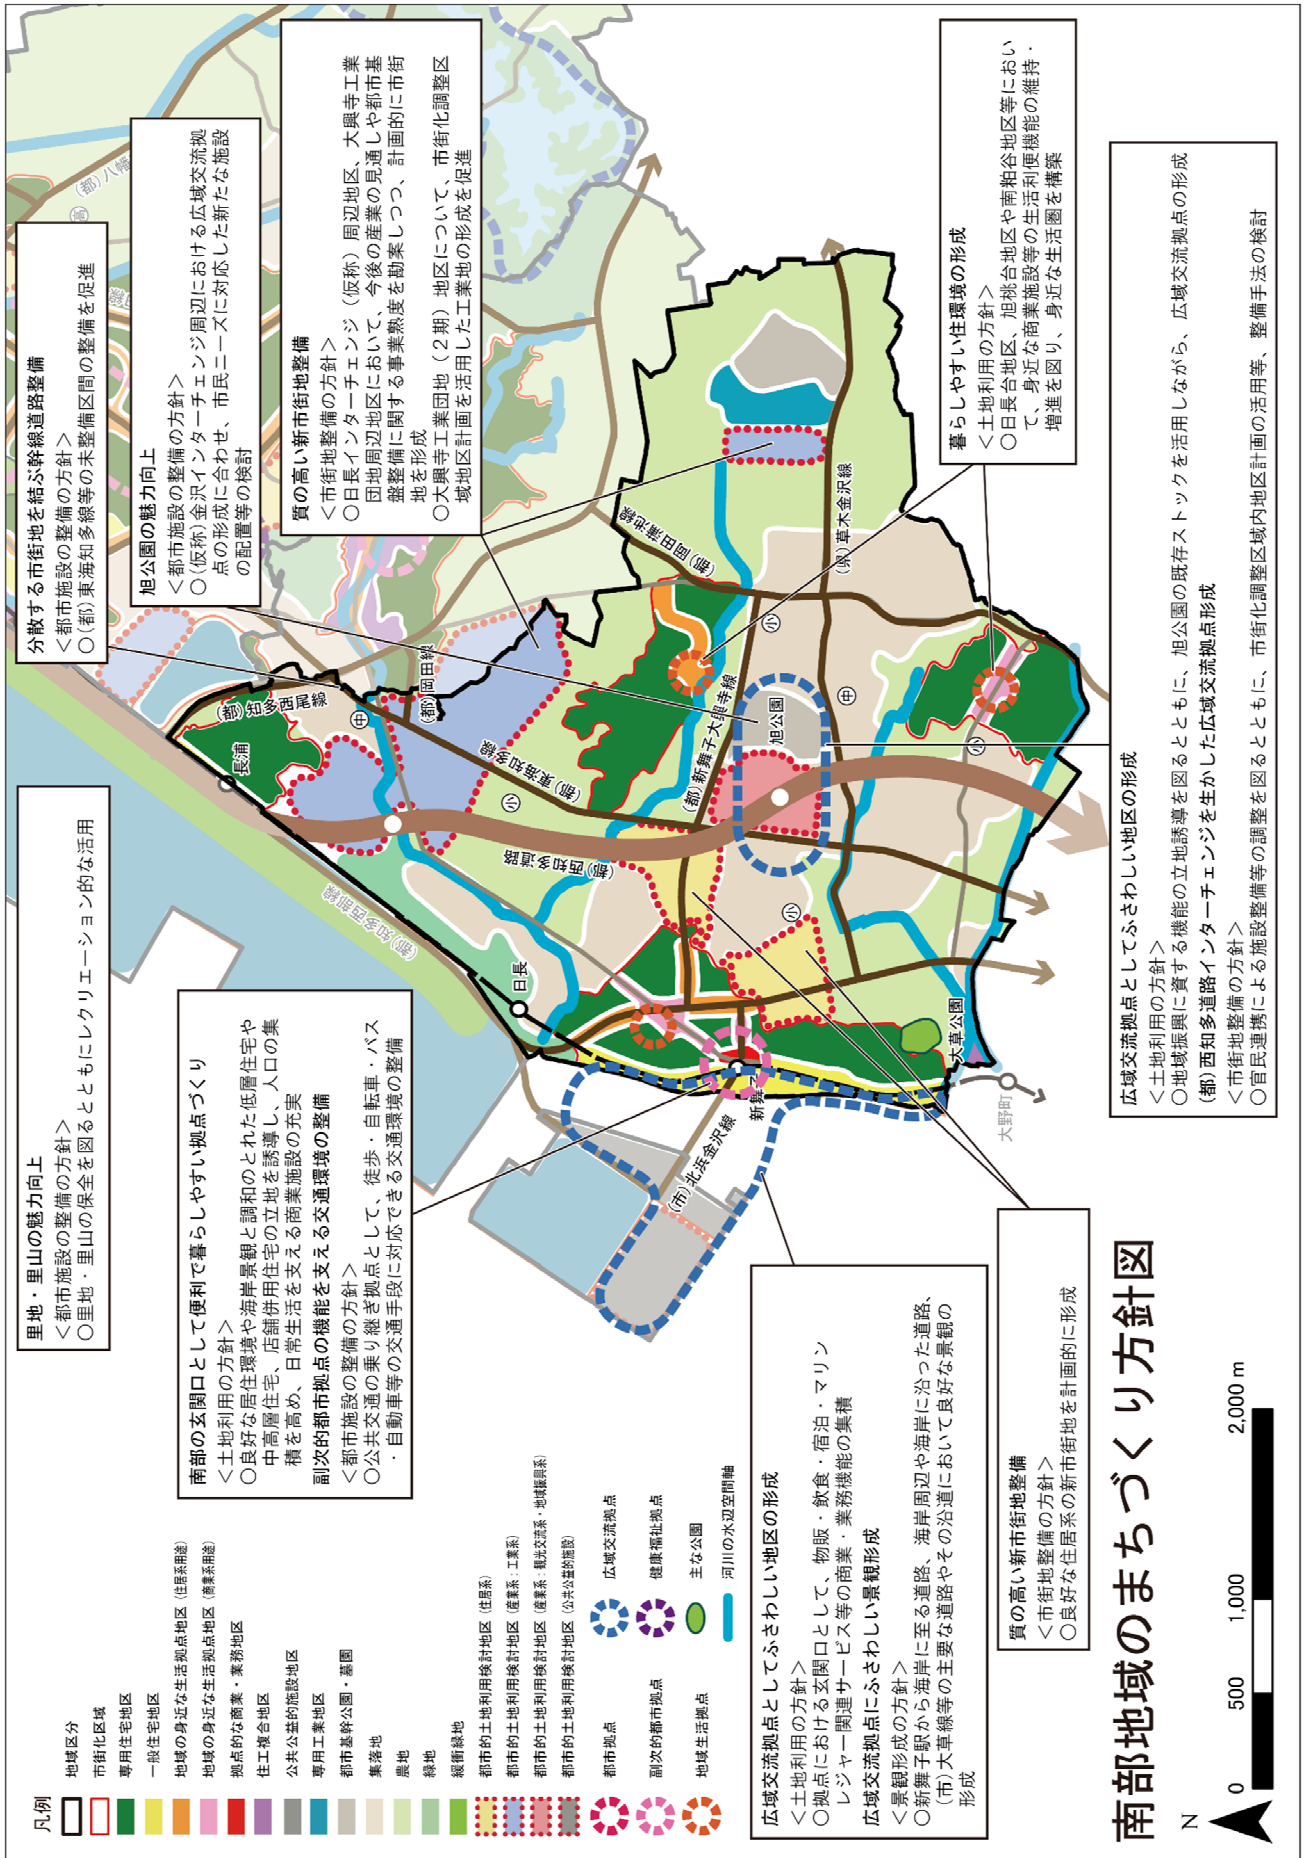 南部地域のまちづくり方針図
N
0
500
1,000
2,000 m
凡例
地域区分
市街化区域
専用住宅地区
一般住宅地区
地域の身近な生活拠点地区（住居系用途）
地域の身近な生活拠点地区（商業系用途）
拠点的な商業・業務地区
住工複合地区
公共公益的施設地区
専用工業地区
都市基幹公園・墓園
集落地
農地
緑地
緩衝緑地
都市的土地利用検討地区（住居系）
都市的土地利用検討地区（産業系：工業系）
都市的土地利用検討地区（産業系：観光交流系・地域振興系）
都市的土地利用検討地区（公共公益的施設）
都市拠点
副次的都市拠点
地域生活拠点
広域交流拠点
健康福祉拠点
主な公園
河川の水辺空間軸
里地・里山の魅力向上
＜都市施設の整備の方針＞
○里地・里山の保全を図るとともにレクリエーション的な活用
南部の玄関口として便利で暮らしやすい拠点づくり
＜土地利用の方針＞
○良好な居住環境や海岸景観と調和のとれた低層住宅や
中高層住宅、店舗併用住宅の立地を誘導し、人口の集
積を高め、日常生活を支える商業施設の充実
副次的都市拠点の機能を支える交通環境の整備
＜都市施設の整備の方針＞
○公共交通の乗り継ぎ拠点として、徒歩・自転車・バス
・自動車等の交通手段に対応できる交通環境の整備
広域交流拠点としてふさわしい地区の形成
＜土地利用の方針＞
○拠点における玄関口として、物販・飲食・宿泊・マリン
レジャー関連サービス等の商業・業務機能の集積
広域交流拠点にふさわしい景観形成
＜景観形成の方針＞
○新舞子駅から海岸に至る道路、海岸周辺や海岸に沿った道路、
(市)大草線等の主要な道路やその沿道において良好な景観の
形成
質の高い新市街地整備
＜市街地整備の方針＞
○良好な住居系の新市街地を計画的に形成
分散する市街地を結ぶ幹線道路整備
＜都市施設の整備の方針＞
○(都)東海知多線等の未整備区間の整備を促進
旭公園の魅力向上
＜都市施設の整備の方針＞
○(仮称)金沢インターチェンジ周辺における広域交流拠
点の形成に合わせ、市民ニーズに対応した新たな施設
の配置等の検討
質の高い新市街地整備
＜市街地整備の方針＞
○日長インターチェンジ（仮称）周辺地区、大興寺工業
団地周辺地区において、今後の産業の見通しや都市基
盤整備に関する事業熟度を勘案しつつ、計画的に市街
地を形成
○大興寺工業団地（２期）地区について、市街化調整区
域地区計画を活用した工業地の形成を促進
暮らしやすい住環境の形成
＜土地利用の方針＞
○日長台地区、旭桃台地区や南粕谷地区等におい
て、身近な商業施設等の生活利便機能の維持・
増進を図り、身近な生活圏を構築
広域交流拠点としてふさわしい地区の形成
＜土地利用の方針＞
○地域振興に資する機能の立地誘導を図るとともに、旭公園の既存ストックを活用しながら、広域交流拠点の形成
(都)西知多道路インターチェンジを生かした広域交流拠点形成
＜市街地整備の方針＞
○官民連携による施設整備等の調整を図るとともに、市街化調整区域内地区計画の活用等、整備手法の検討
(都)八幡
高
(都)知多西尾線
長浦
中
(都)岡田線
(都)東海知多線
小
(都)西知多道路
(都)知多西部線
日長
(都)新舞子大興寺線
(都)岡田蒲池線
小
(県)草木金沢線
旭公園
中
小
小
新舞子
(市)北浜金沢線
大草公園
大野町